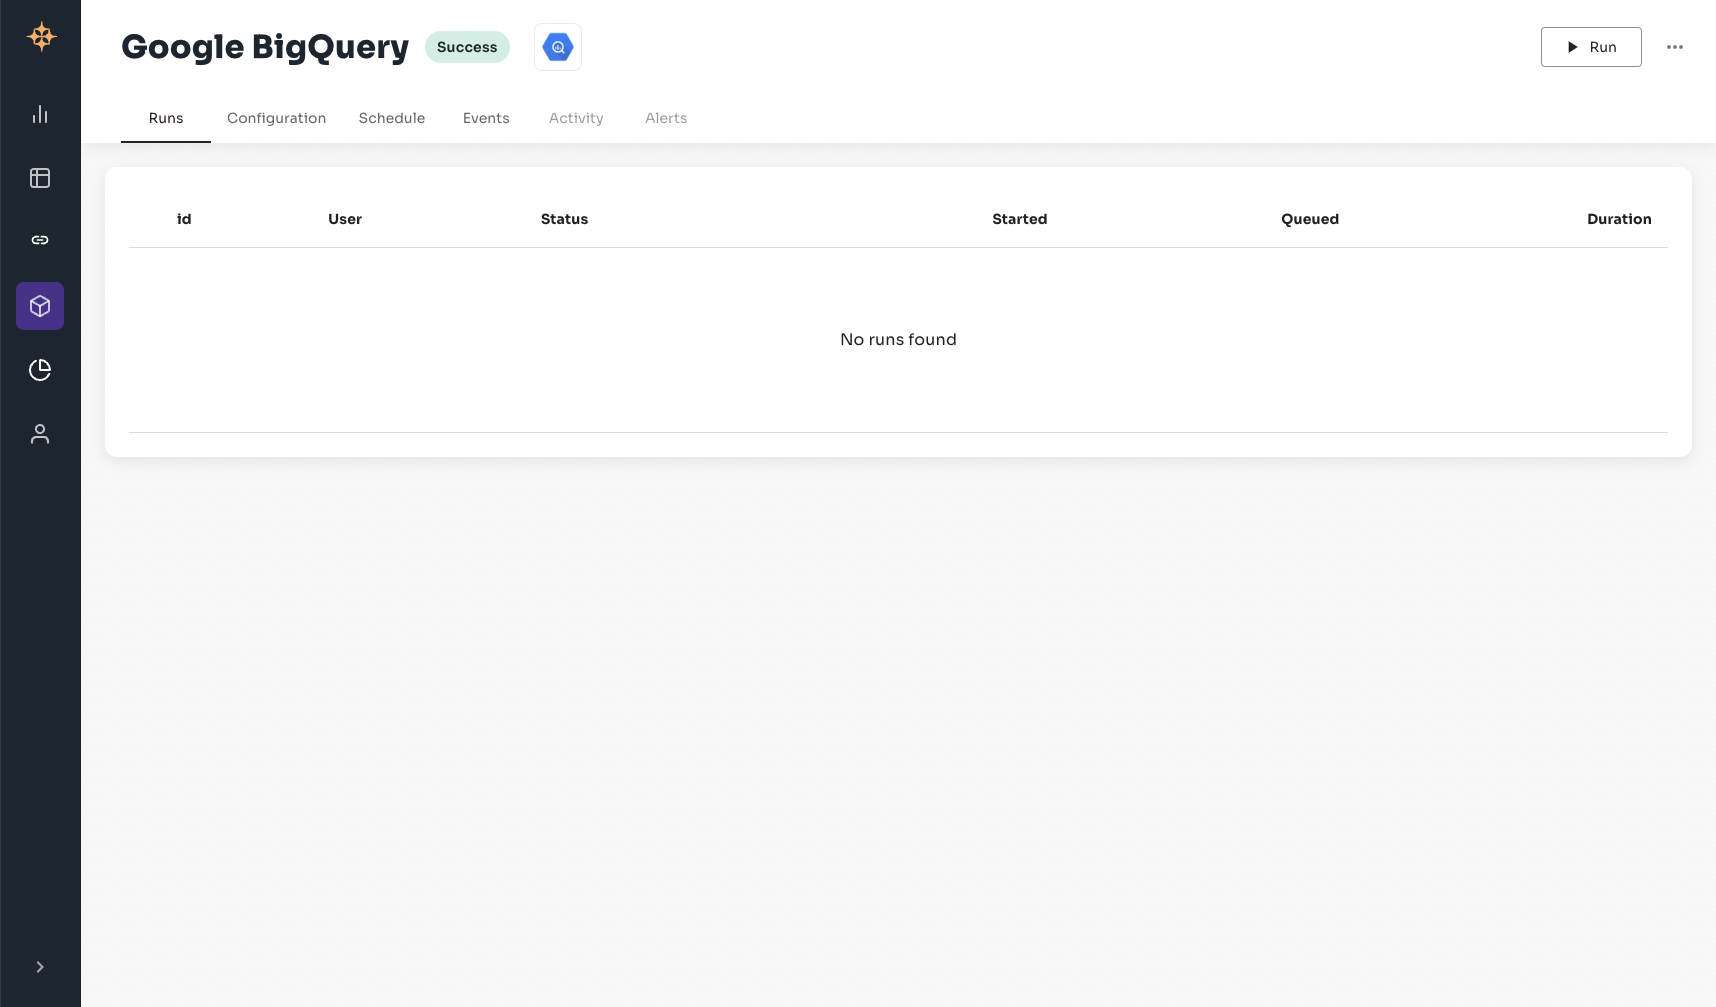 Google BigQuery Success
Run
Runs Configuration Schedule Events Activity Alerts
id User Status Started Queued Duration
No runs found